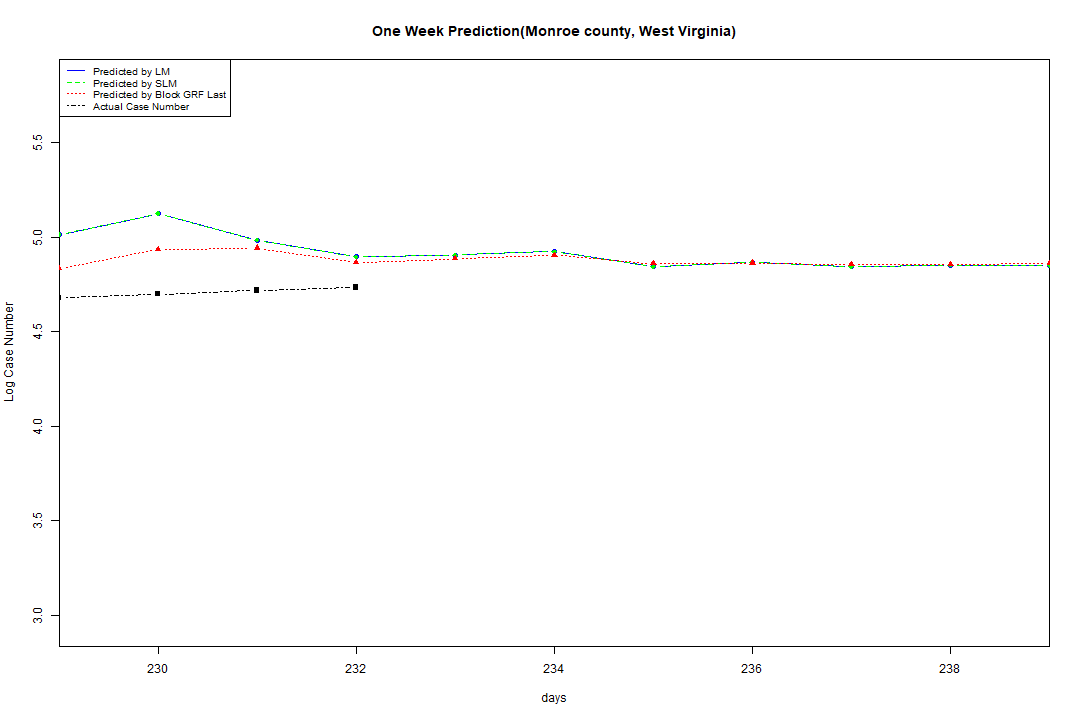 One Week Prediction(Monroe county, West Virginia)
Predicted by LM
Predicted by SLM
Predicted by Block GRF Last
Actual Case Number
5.5
5.0
4.5
4.0
3.5
3.0
Log Case Number
230 232 234 236 238
days